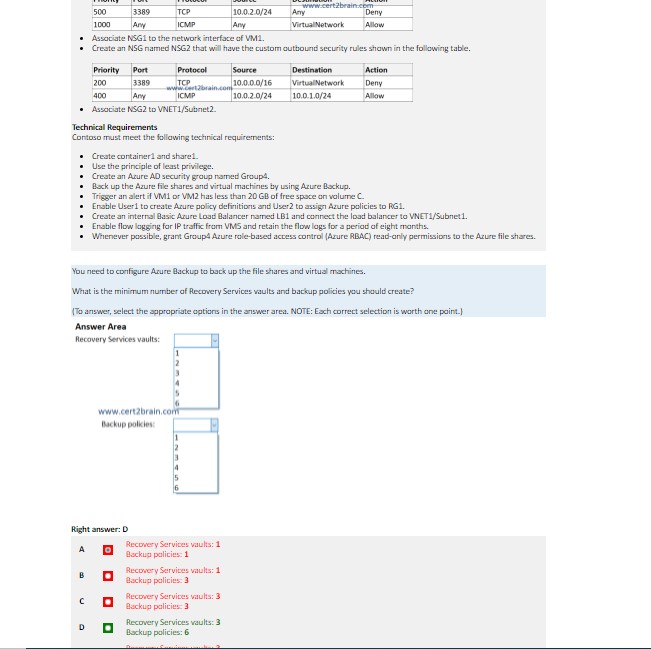 500 3389 TCP 10.0.2.0/24 Any Deny
www.cert2brain.com
1000 Any ICMP Any VirtualNetwork Allow
• Associate NSG1 to the network interface of VM1.
• Create an NSG named NSG2 that will have the custom outbound security rules shown in the following table.
Priority Port Protocol Source Destination Action
200 3389 TCP 10.0.0.0/16 VirtualNetwork Deny
www.cert2brain.com
400 Any ICMP 10.0.2.0/24 10.0.1.0/24 Allow
• Associate NSG2 to VNET1/Subnet2.
Technical Requirements
Contoso must meet the following technical requirements:
• Create container1 and share1.
• Use the principle of least privilege.
• Create an Azure AD security group named Group4.
• Back up the Azure file shares and virtual machines by using Azure Backup.
• Trigger an alert if VM1 or VM2 has less than 20 GB of free space on volume C.
• Enable User1 to create Azure policy definitions and User2 to assign Azure policies to RG1.
• Create an internal Basic Azure Load Balancer named LB1 and connect the load balancer to VNET1/Subnet1.
• Enable flow logging for IP traffic from VM5 and retain the flow logs for a period of eight months.
• Whenever possible, grant Group4 Azure role-based access control (Azure RBAC) read-only permissions to the Azure file shares.
You need to configure Azure Backup to back up the file shares and virtual machines.
What is the minimum number of Recovery Services vaults and backup policies you should create?
(To answer, select the appropriate options in the answer area. NOTE: Each correct selection is worth one point.)
Answer Area
Recovery Services vaults:
1
2
3
4
5
6
www.cert2brain.com
Backup policies:
1
2
3
4
5
6
Right answer: D
A Recovery Services vaults: 1
Backup policies: 1
B Recovery Services vaults: 1
Backup policies: 3
C Recovery Services vaults: 3
Backup policies: 3
D Recovery Services vaults: 3
Backup policies: 6